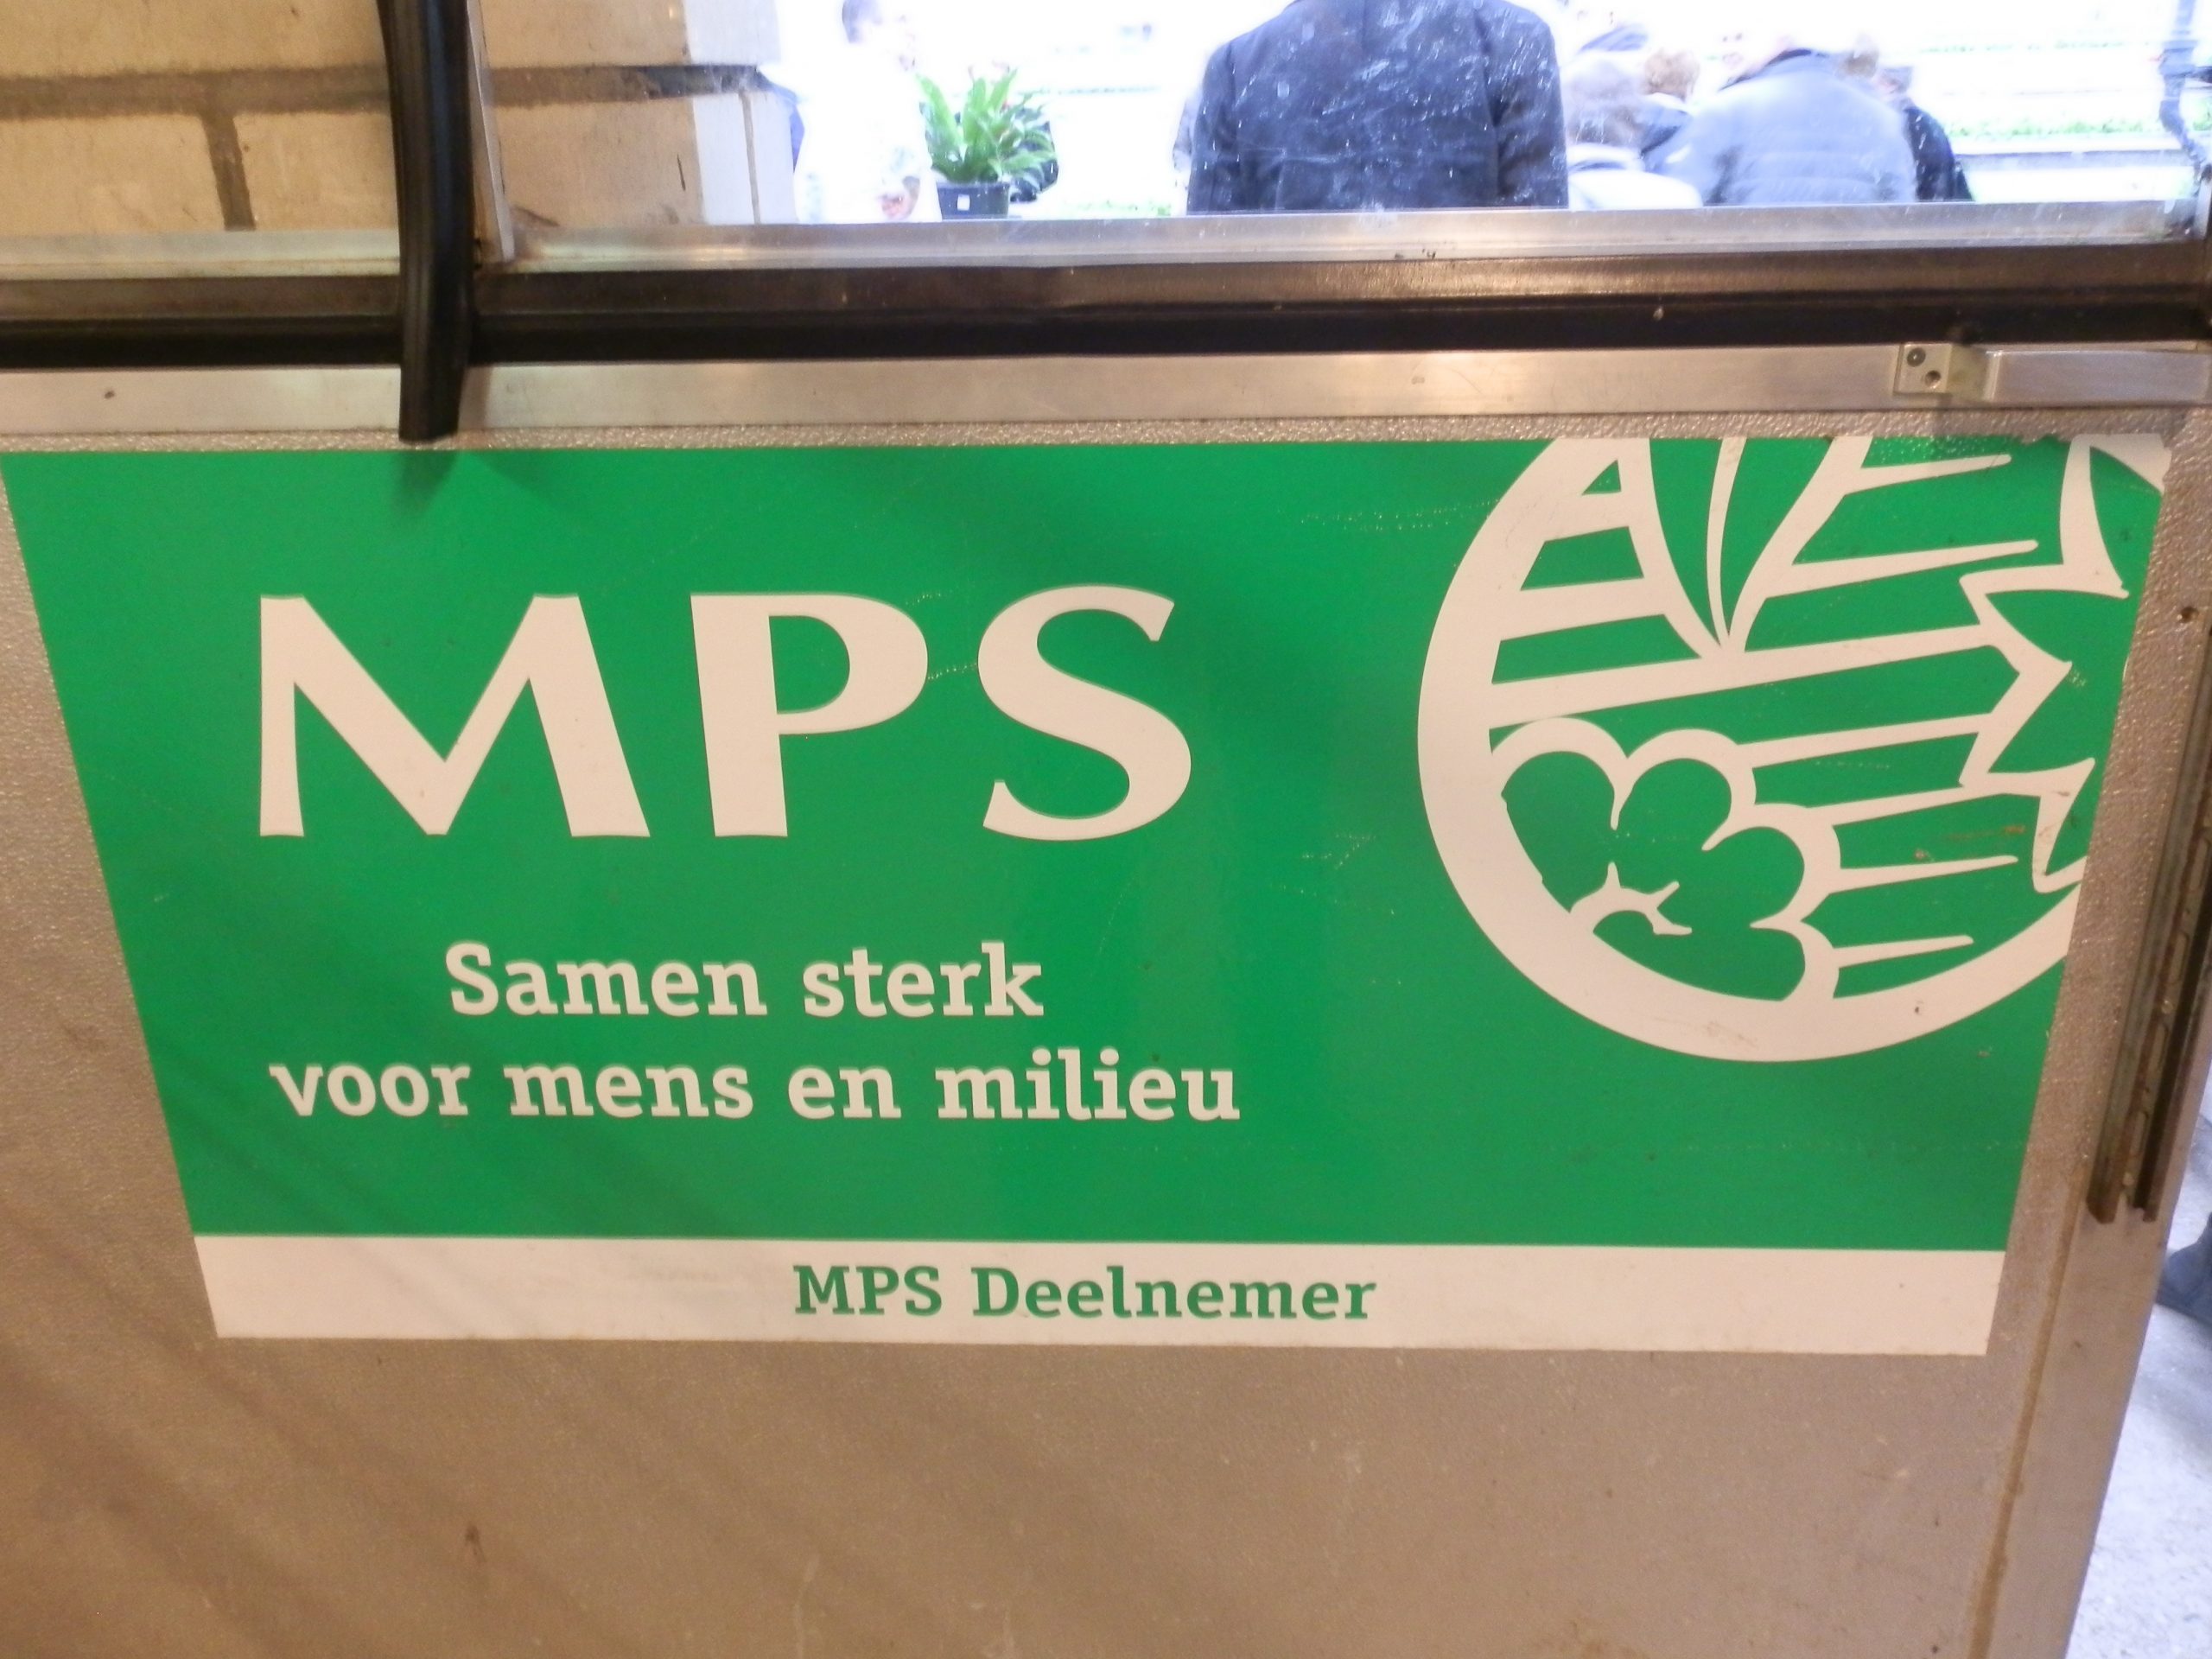 MPS
Samen sterk
voor mens en milieu
MPS Deelnemer